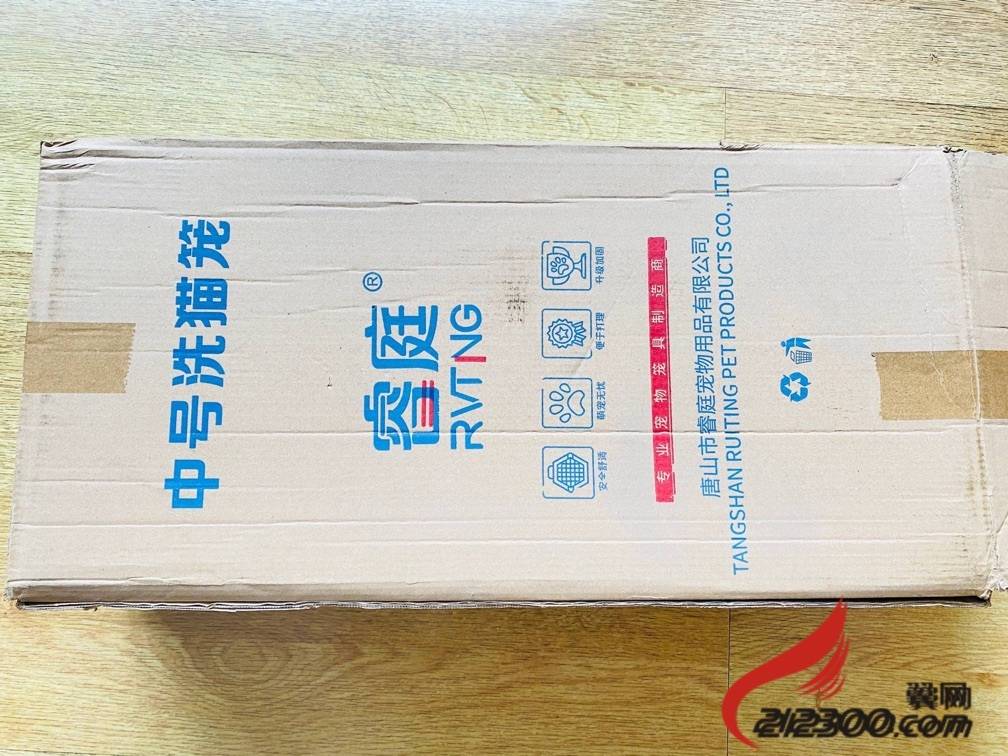 中号洗猫笼
睿庭®
RVTING
安全舒适
萌宠无忧
便于打理
升级加固
专业宠物笼具制造商
唐山市睿庭宠物用品有限公司
TANGSHAN RUITING PET PRODUCTS CO., LTD
翼网
212300.com